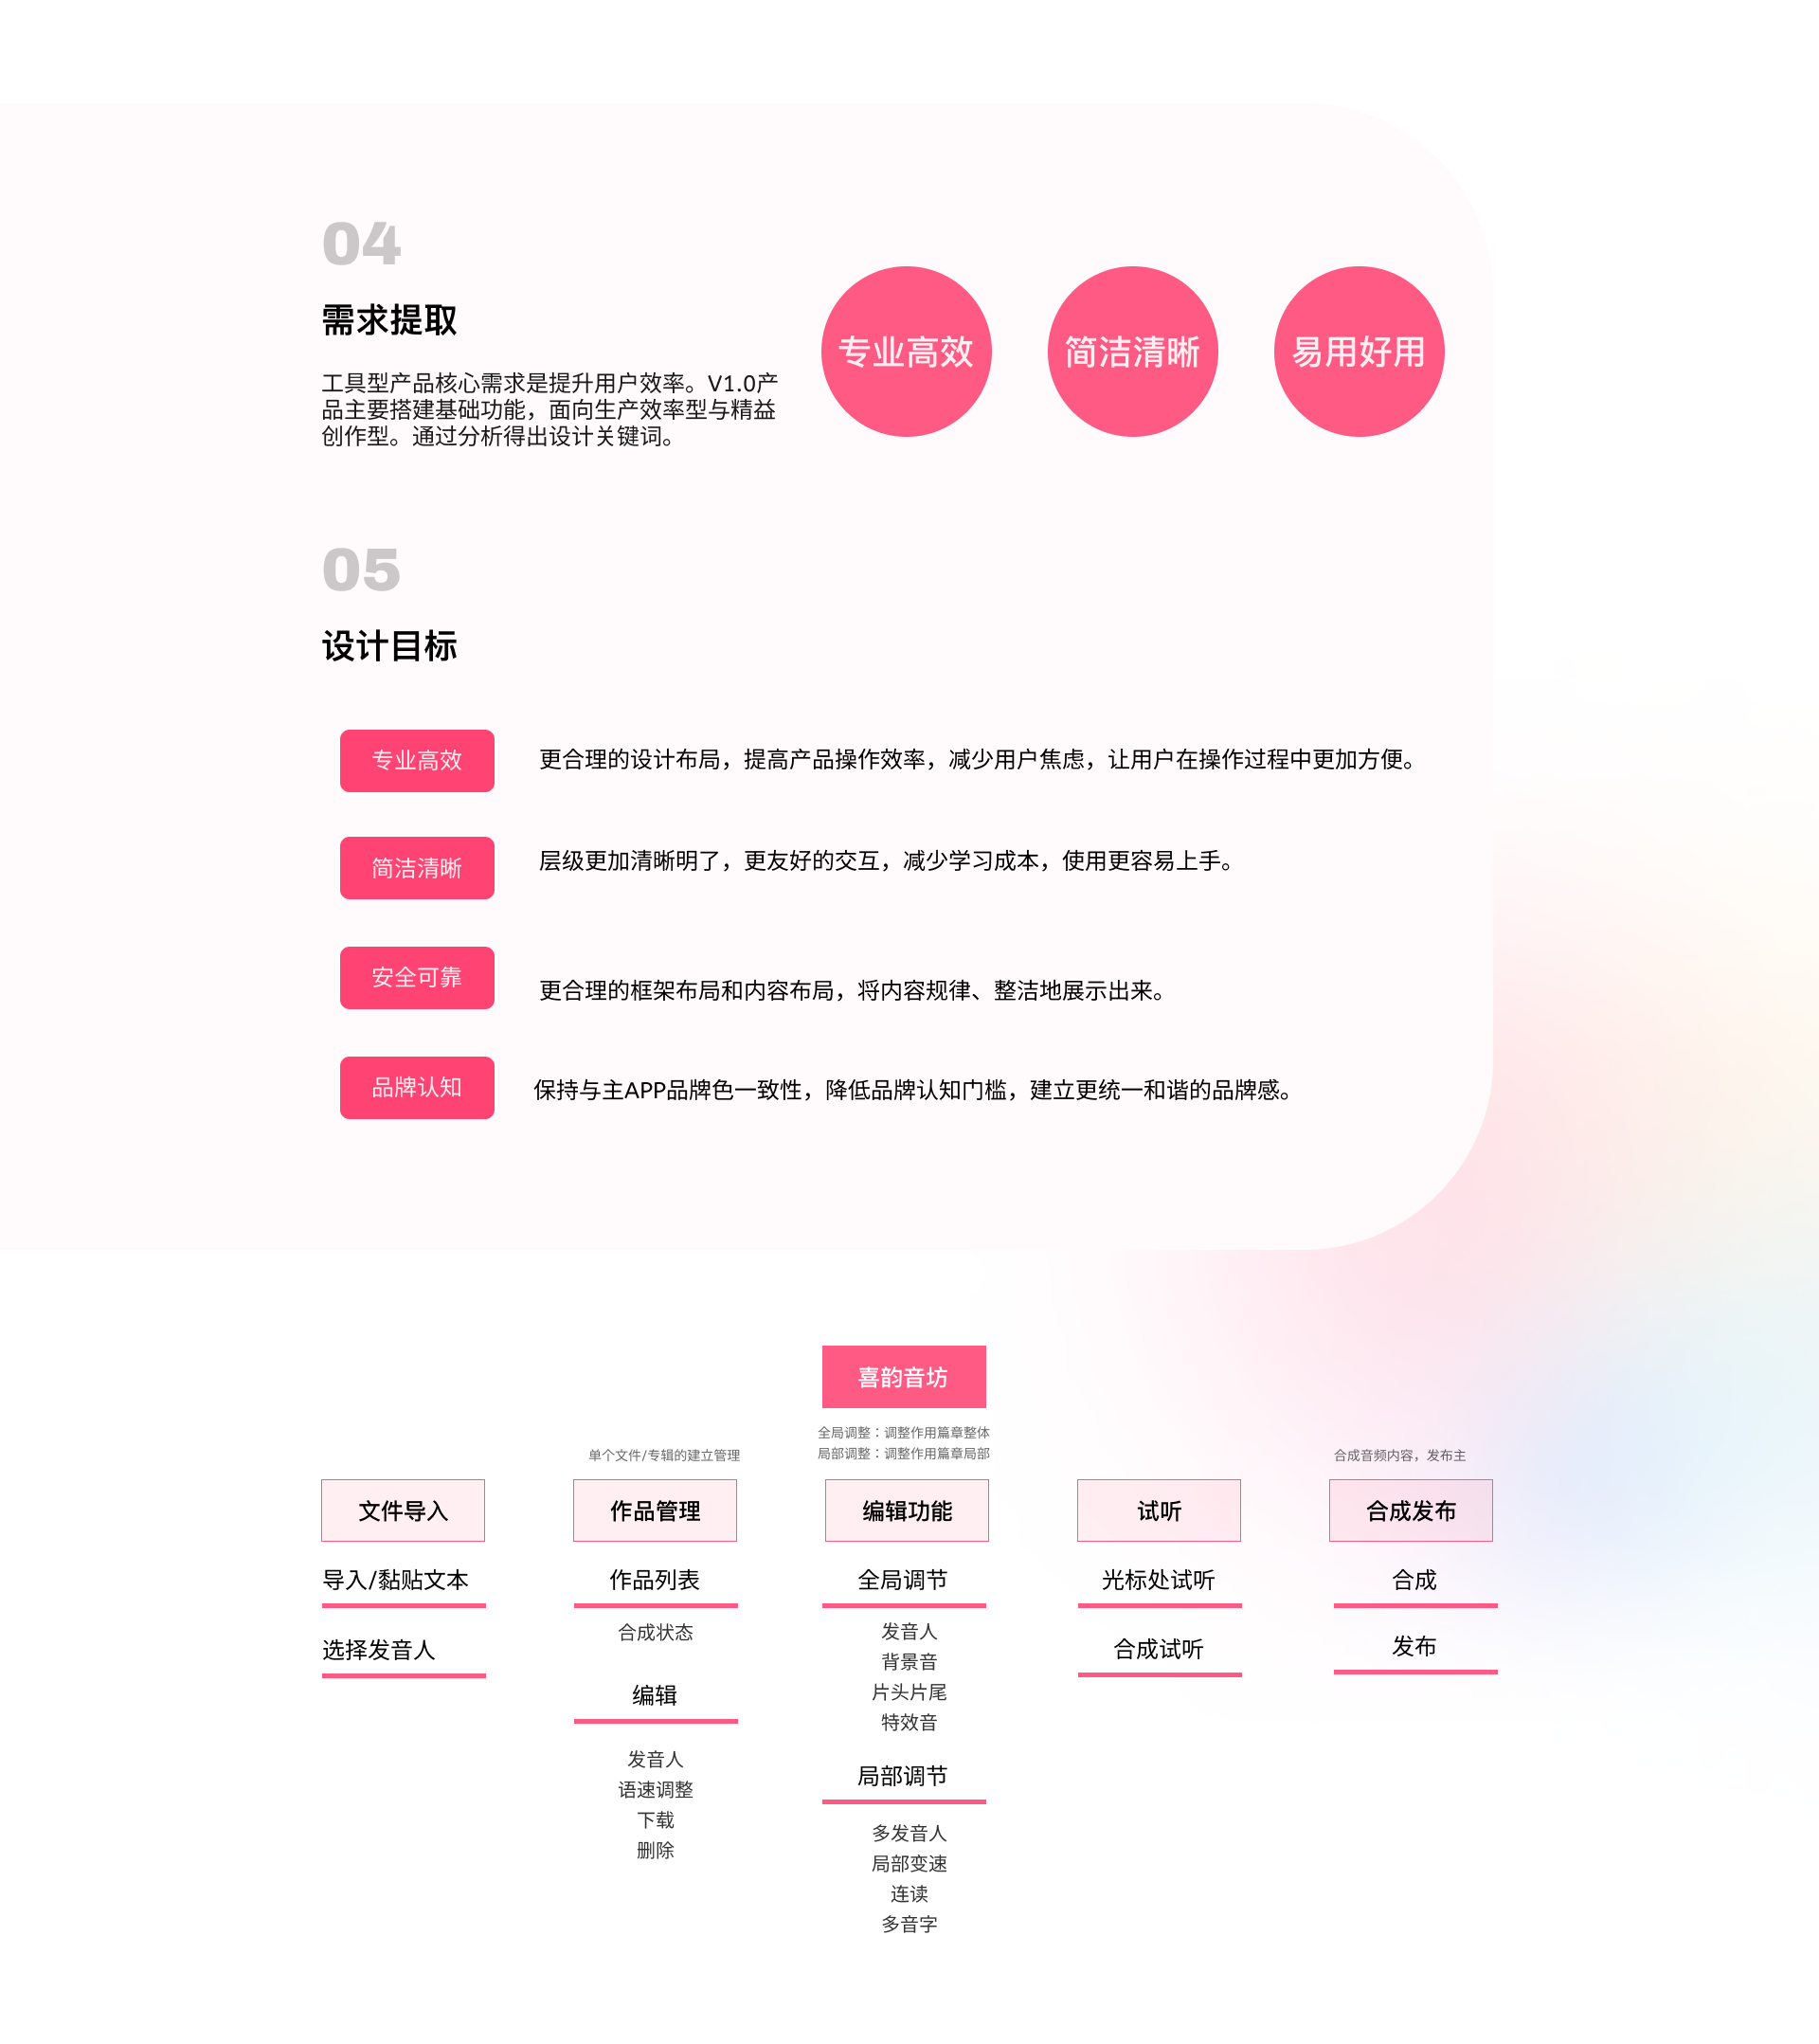 04
需求提取
工具型产品核心需求是提升用户效率。V1.0产
品主要搭建基础功能，面向生产效率型与精益
创作型。通过分析得出设计关键词。
专业高效
简洁清晰
易用好用
05
设计目标
专业高效
更合理的设计布局，提高产品操作效率，减少用户焦虑，让用户在操作过程中更加方便。
简洁清晰
层级更加清晰明了，更友好的交互，减少学习成本，使用更容易上手。
安全可靠
更合理的框架布局和内容布局，将内容规律、整洁地展示出来。
品牌认知
保持与主APP品牌色一致性，降低品牌认知门槛，建立更统一和谐的品牌感。
喜韵音坊
文件导入
导入/黏贴文本
选择发音人
单个文件/专辑的建立管理
作品管理
作品列表
合成状态
编辑
发音人
语速调整
下载
删除
全局调整：调整作用篇章整体
局部调整：调整作用篇章局部
编辑功能
全局调节
发音人
背景音
片头片尾
特效音
局部调节
多发音人
局部变速
连读
多音字
试听
光标处试听
合成试听
合成音频内容，发布主
合成发布
合成
发布